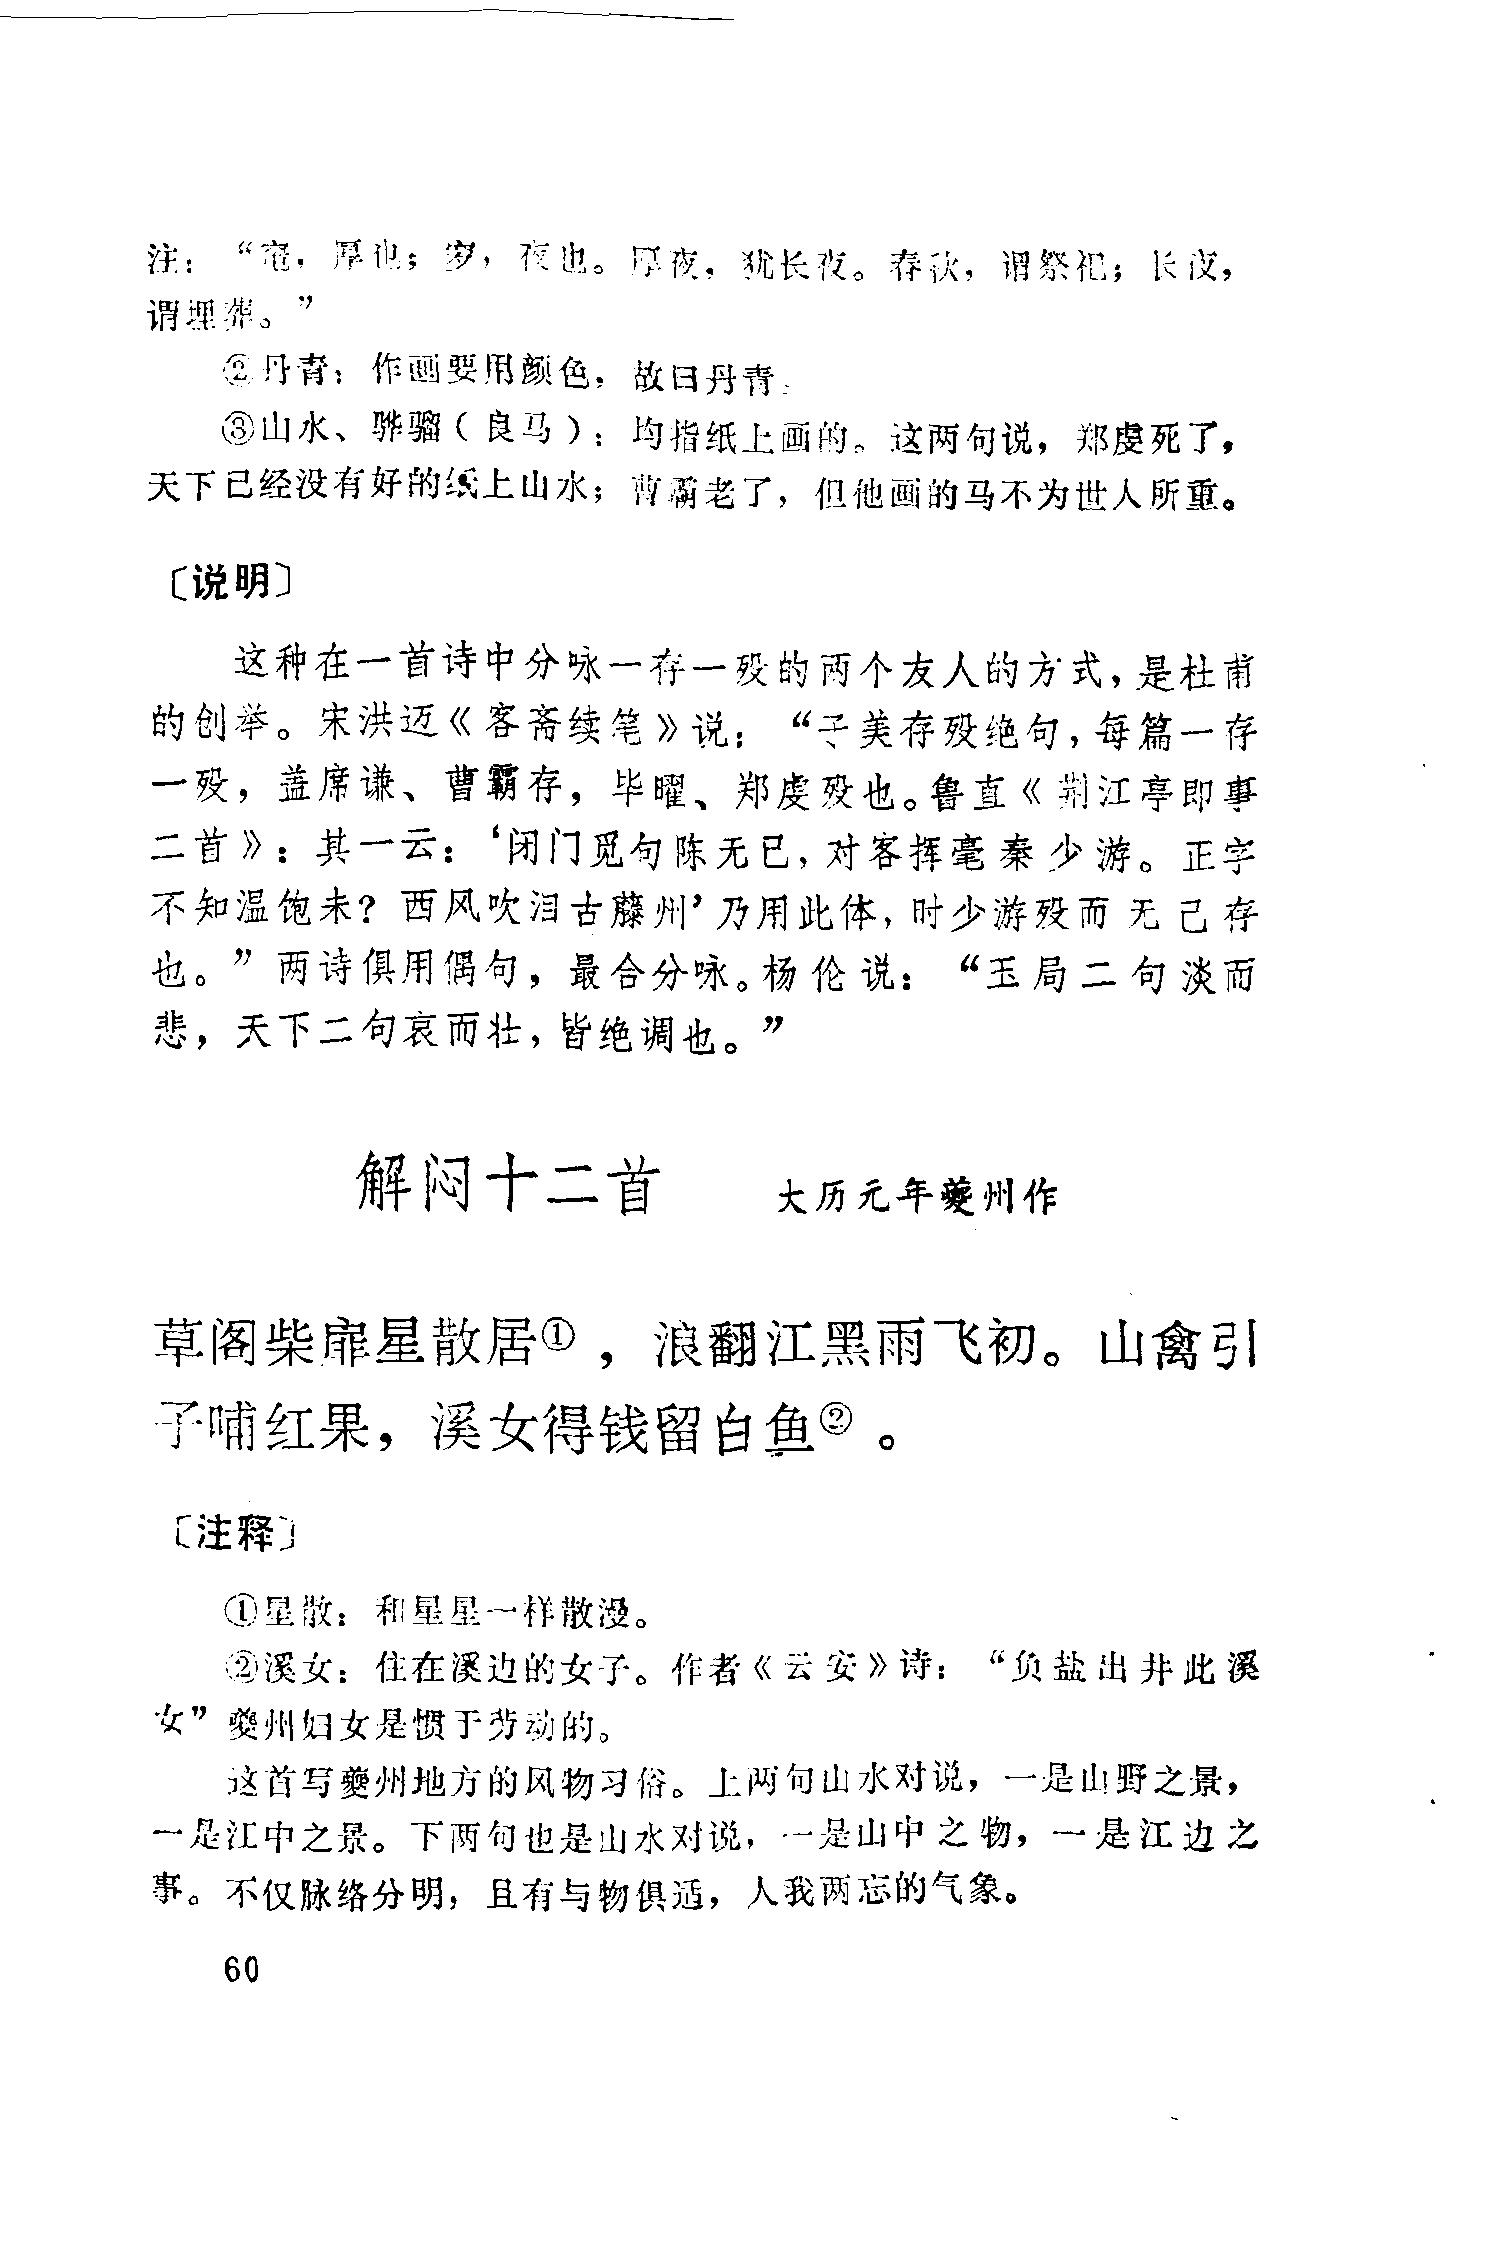 注：“窀，厚也；穸，夜也。厚夜，犹长夜。春秋，谓祭祀；长夜，
谓埋葬。”
②丹青：作画要用颜色，故曰丹青。
③山水、骅骝（良马）：均指纸上画的。这两句说，郑虔死了，
天下已经没有好的纸上山水；曹霸老了，但他画的马不为世人所重。
〔说明〕
这种在一首诗中分咏一存一殁的两个友人的方式，是杜甫
的创举。宋洪迈《客斋续笔》说：“子美存殁绝句，每篇一存
一殁，盖席谦、曹霸存，毕曜、郑虔殁也。鲁直《荆江亭即事
二首》：其一云：‘闭门觅句陈无已，对客挥毫秦少游。正字
不知温饱未？西风吹泪古藤州’乃用此体，时少游殁而无己存
也。”两诗俱用偶句，最合分咏。杨伦说：“玉局二句淡而
悲，天下二句哀而壮，皆绝调也。”
解闷十二首 大历元年夔州作
草阁柴扉星散居①，浪翻江黑雨飞初。山禽引
子哺红果，溪女得钱留白鱼②。
〔注释〕
①星散：和星星一样散漫。
②溪女：住在溪边的女子。作者《云安》诗：“负盐出井此溪
女”夔州妇女是惯于劳动的。
这首写夔州地方的风物习俗。上两句山水对说，一是山野之景，
一是江中之景。下两句也是山水对说，一是山中之物，一是江边之
事。不仅脉络分明，且有与物俱适，人我两忘的气象。
60